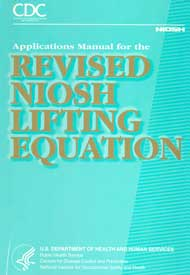 CDC
NIOSH
Applications Manual for the
REVISED
NIOSH
LIFTING
EQUATION
U.S. DEPARTMENT OF HEALTH AND HUMAN SERVICES
Public Health Service
Centers for Disease Control and Prevention
National Institute for Occupational Safety and Health